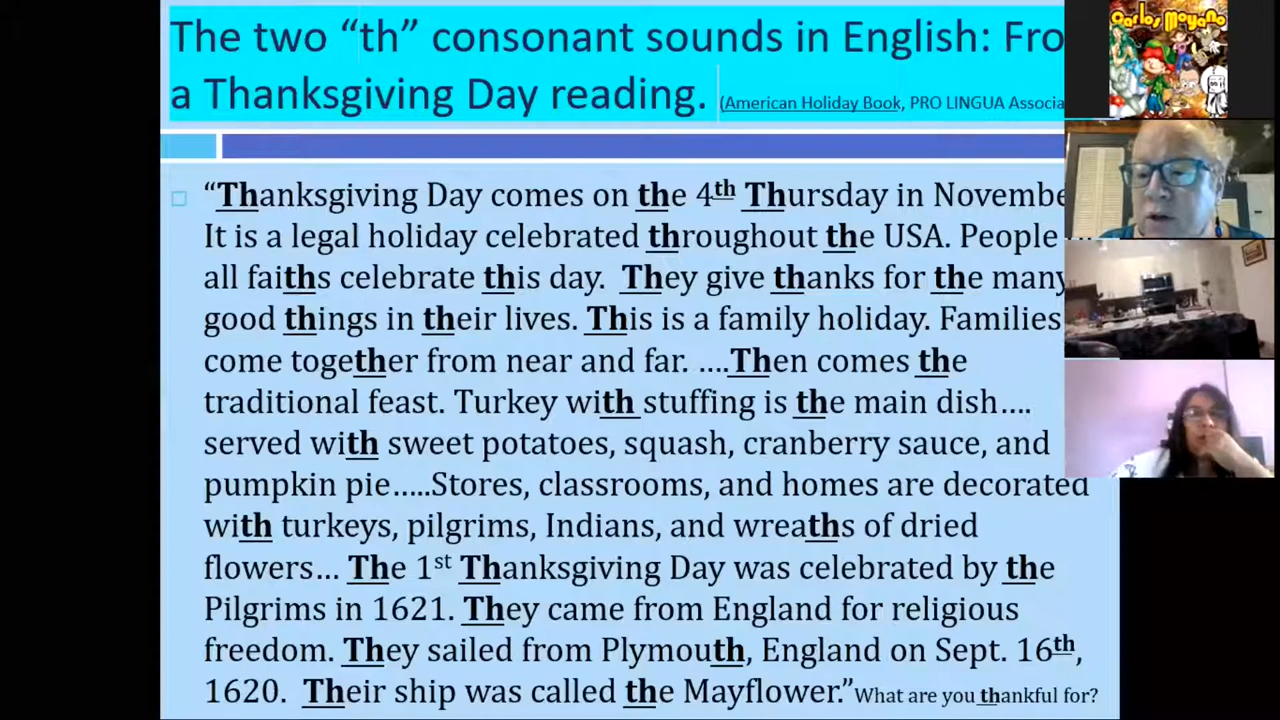 The two “th” consonant sounds in English: Fro
a Thanksgiving Day reading. (American Holiday Book, PRO LINGUA Associa
“Thanksgiving Day comes on the 4th Thursday in Novembe
It is a legal holiday celebrated throughout the USA. People
all faiths celebrate this day. They give thanks for the many
good things in their lives. This is a family holiday. Families
come together from near and far. ….Then comes the
traditional feast. Turkey with stuffing is the main dish….
served with sweet potatoes, squash, cranberry sauce, and
pumpkin pie…..Stores, classrooms, and homes are decorated
with turkeys, pilgrims, Indians, and wreaths of dried
flowers… The 1st Thanksgiving Day was celebrated by the
Pilgrims in 1621. They came from England for religious
freedom. They sailed from Plymouth, England on Sept. 16th,
1620. Their ship was called the Mayflower.” What are you thankful for?
Carlos Moyano